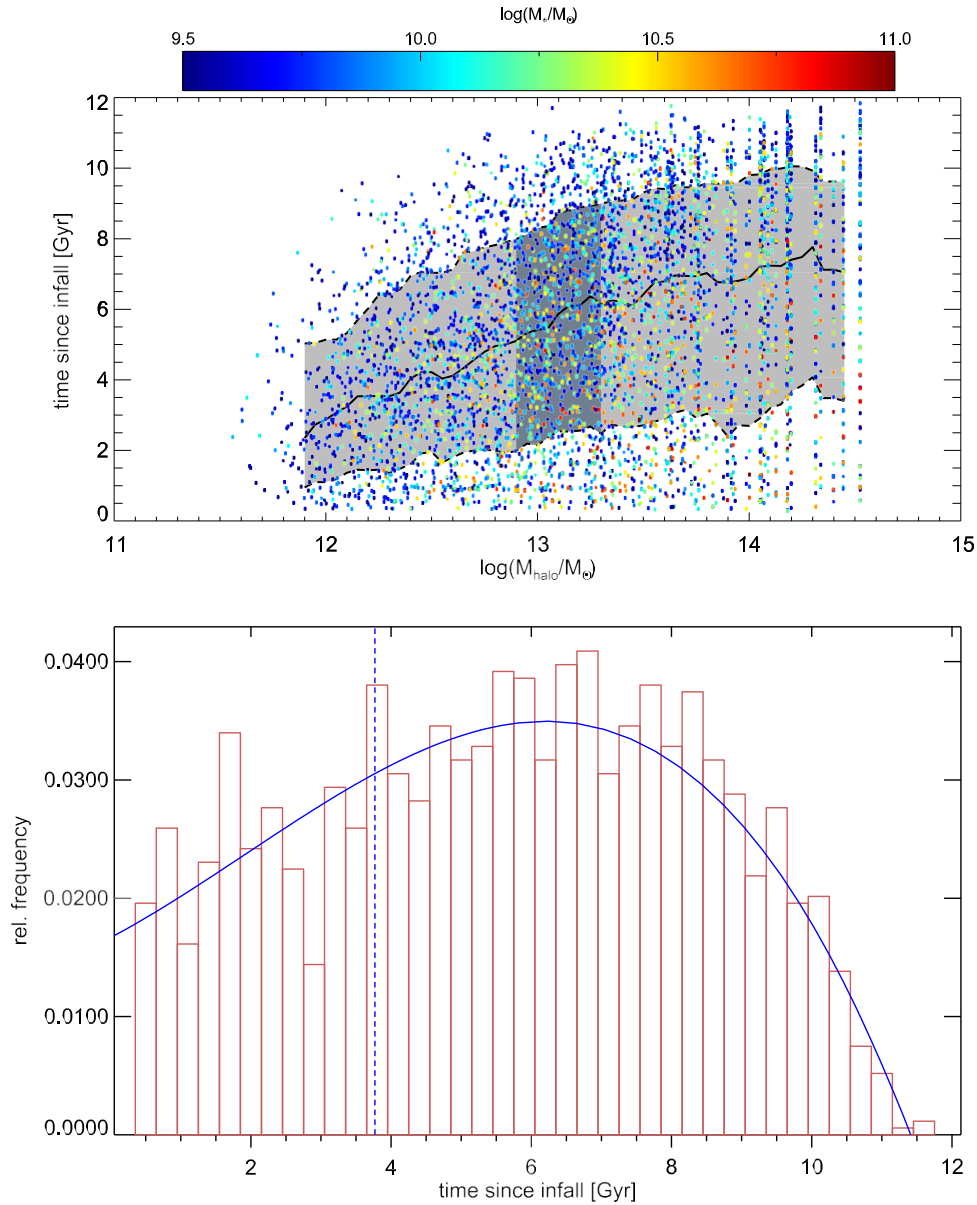 log(M*/M☉)
9.5 10.0 10.5 11.0
12
10
8
6
4
2
0
time since infall [Gyr]
11 12 13 14 15
log(M_halo/M☉)
0.0400
0.0300
0.0200
0.0100
0.0000
rel. frequency
2 4 6 8 10 12
time since infall [Gyr]